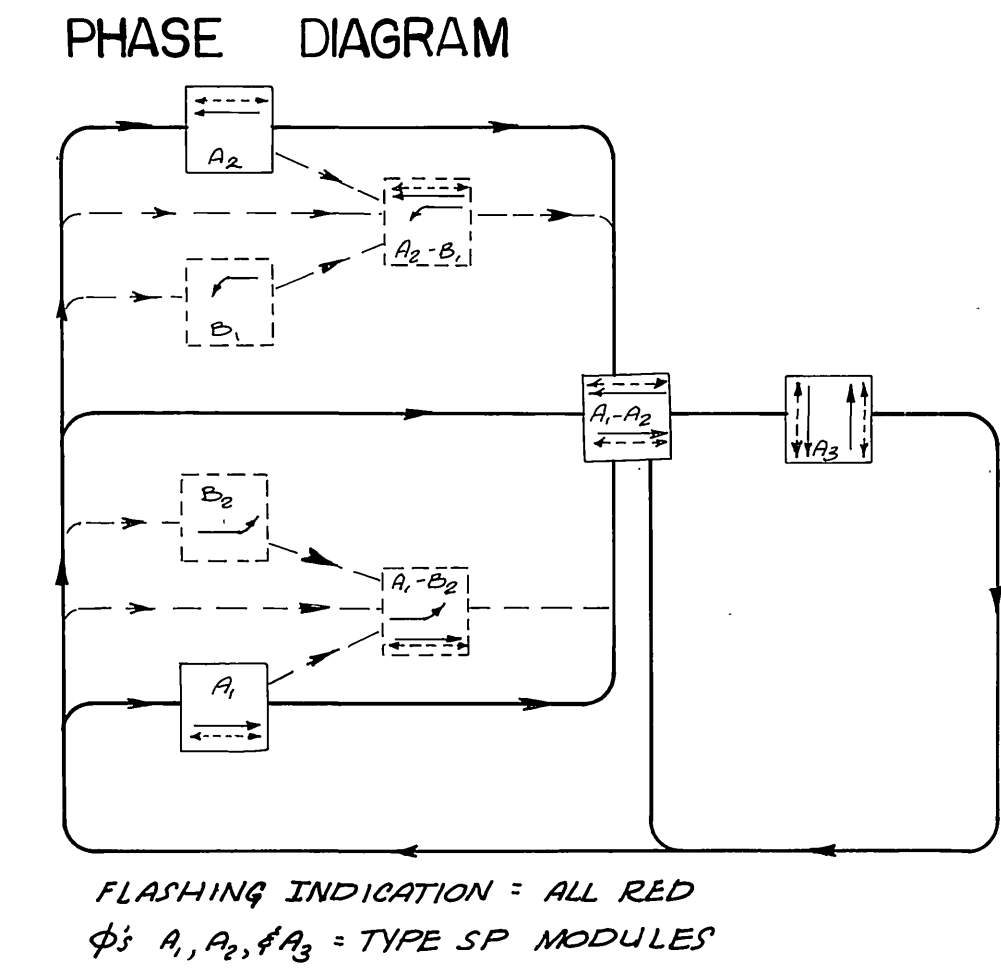 PHASE DIAGRAM
A₂
A₂-B₁
B₁
A₁-A₂
A₃
B₂
A₁-B₂
A₁
FLASHING INDICATION = ALL RED
Φ's A₁, A₂, & A₃ = TYPE SP MODULES